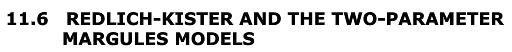 11.6 REDLICH-KISTER AND THE TWO-PARAMETER
MARGULES MODELS